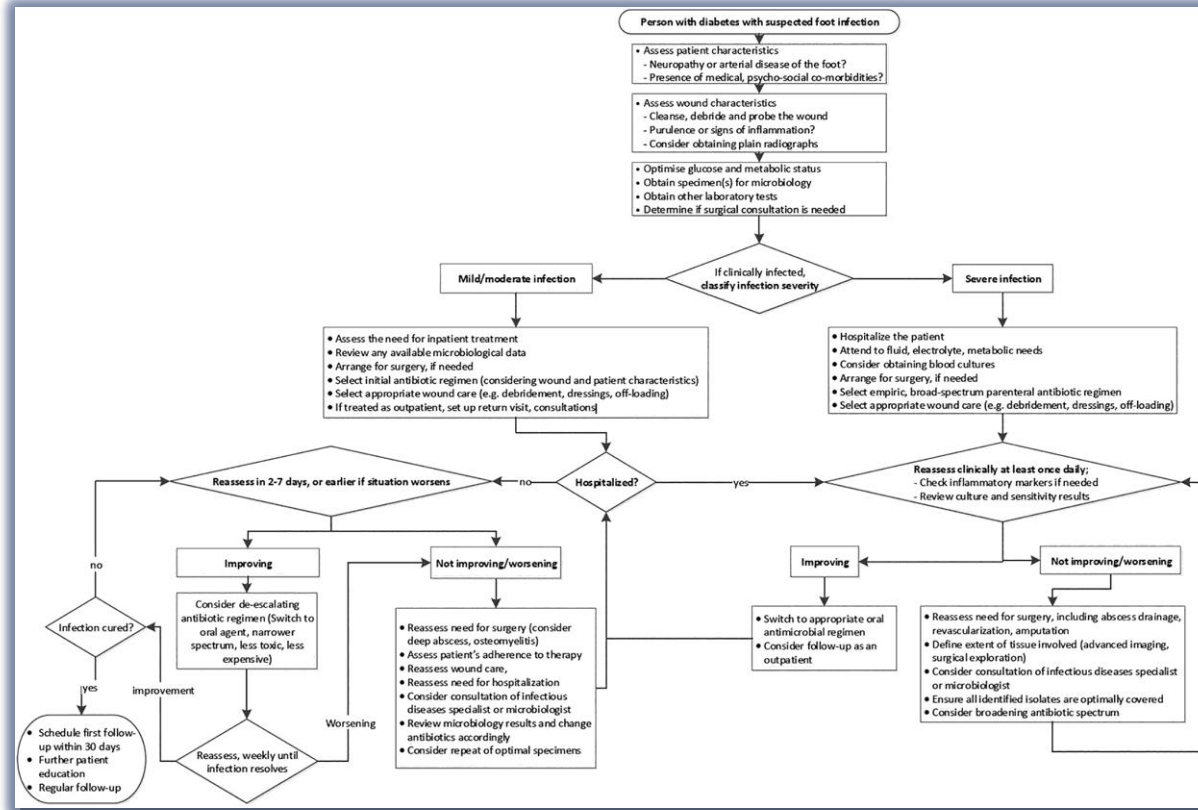 Person with diabetes with suspected foot infection
• Assess patient characteristics
- Neuropathy or arterial disease of the foot?
- Presence of medical, psycho-social co-morbidities?
• Assess wound characteristics
- Cleanse, debride and probe the wound
- Purulence or signs of inflammation?
- Consider obtaining plain radiographs
• Optimise glucose and metabolic status
• Obtain specimen(s) for microbiology
• Obtain other laboratory tests
• Determine if surgical consultation is needed
If clinically infected,
classify infection severity
Mild/moderate infection
Severe infection
• Assess the need for inpatient treatment
• Review any available microbiological data
• Arrange for surgery, if needed
• Select initial antibiotic regimen (considering wound and patient characteristics)
• Select appropriate wound care (e.g. debridement, dressings, off-loading)
• If treated as outpatient, set up return visit, consultations
• Hospitalize the patient
• Attend to fluid, electrolyte, metabolic needs
• Consider obtaining blood cultures
• Arrange for surgery, if needed
• Select empiric, broad-spectrum parenteral antibiotic regimen
• Select appropriate wound care (e.g. debridement, dressings, off-loading)
Reassess in 2-7 days, or earlier if situation worsens
no
Hospitalized?
yes
Reassess clinically at least once daily;
- Check inflammatory markers if needed
- Review culture and sensitivity results
Improving
Not improving/worsening
Improving
Not improving/worsening
no
Infection cured?
yes
improvement
Consider de-escalating
antibiotic regimen (Switch to
oral agent, narrower
spectrum, less toxic, less
expensive)
Worsening
• Reassess need for surgery (consider
deep abscess, osteomyelitis)
• Assess patient's adherence to therapy
• Reassess wound care,
• Reassess need for hospitalization
• Consider consultation of infectious
diseases specialist or microbiologist
• Review microbiology results and change
antibiotics accordingly
• Consider repeat of optimal specimens
• Switch to appropriate oral
antimicrobial regimen
• Consider follow-up as an
outpatient
• Reassess need for surgery, including abscess drainage,
revascularization, amputation
• Define extent of tissue involved (advanced imaging,
surgical exploration)
• Consider consultation of infectious diseases specialist
or microbiologist
• Ensure all identified isolates are optimally covered
• Consider broadening antibiotic spectrum
• Schedule first follow-
up within 30 days
• Further patient
education
• Regular follow-up
Reassess, weekly until
infection resolves